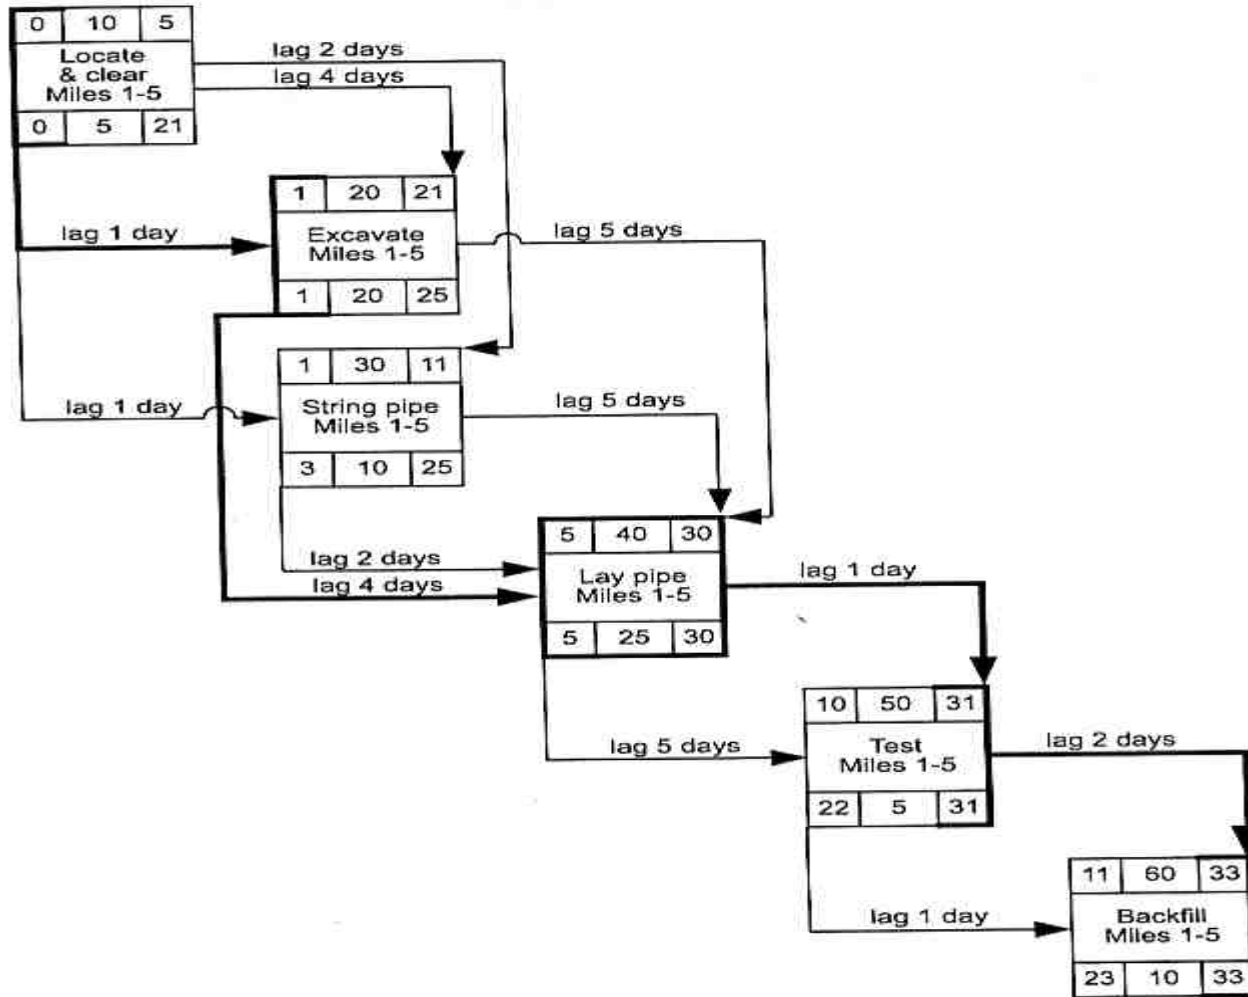 0 10 5
lag 2 days
Locate
& clear
Miles 1-5
lag 4 days
0 5 21
1 20 21
lag 1 day
Excavate
Miles 1-5
lag 5 days
1 20 25
1 30 11
lag 1 day
String pipe
Miles 1-5
lag 5 days
3 10 25
5 40 30
lag 2 days
lag 4 days
Lay pipe
Miles 1-5
lag 1 day
5 25 30
10 50 31
lag 5 days
Test
Miles 1-5
lag 2 days
22 5 31
11 60 33
lag 1 day
Backfill
Miles 1-5
23 10 33